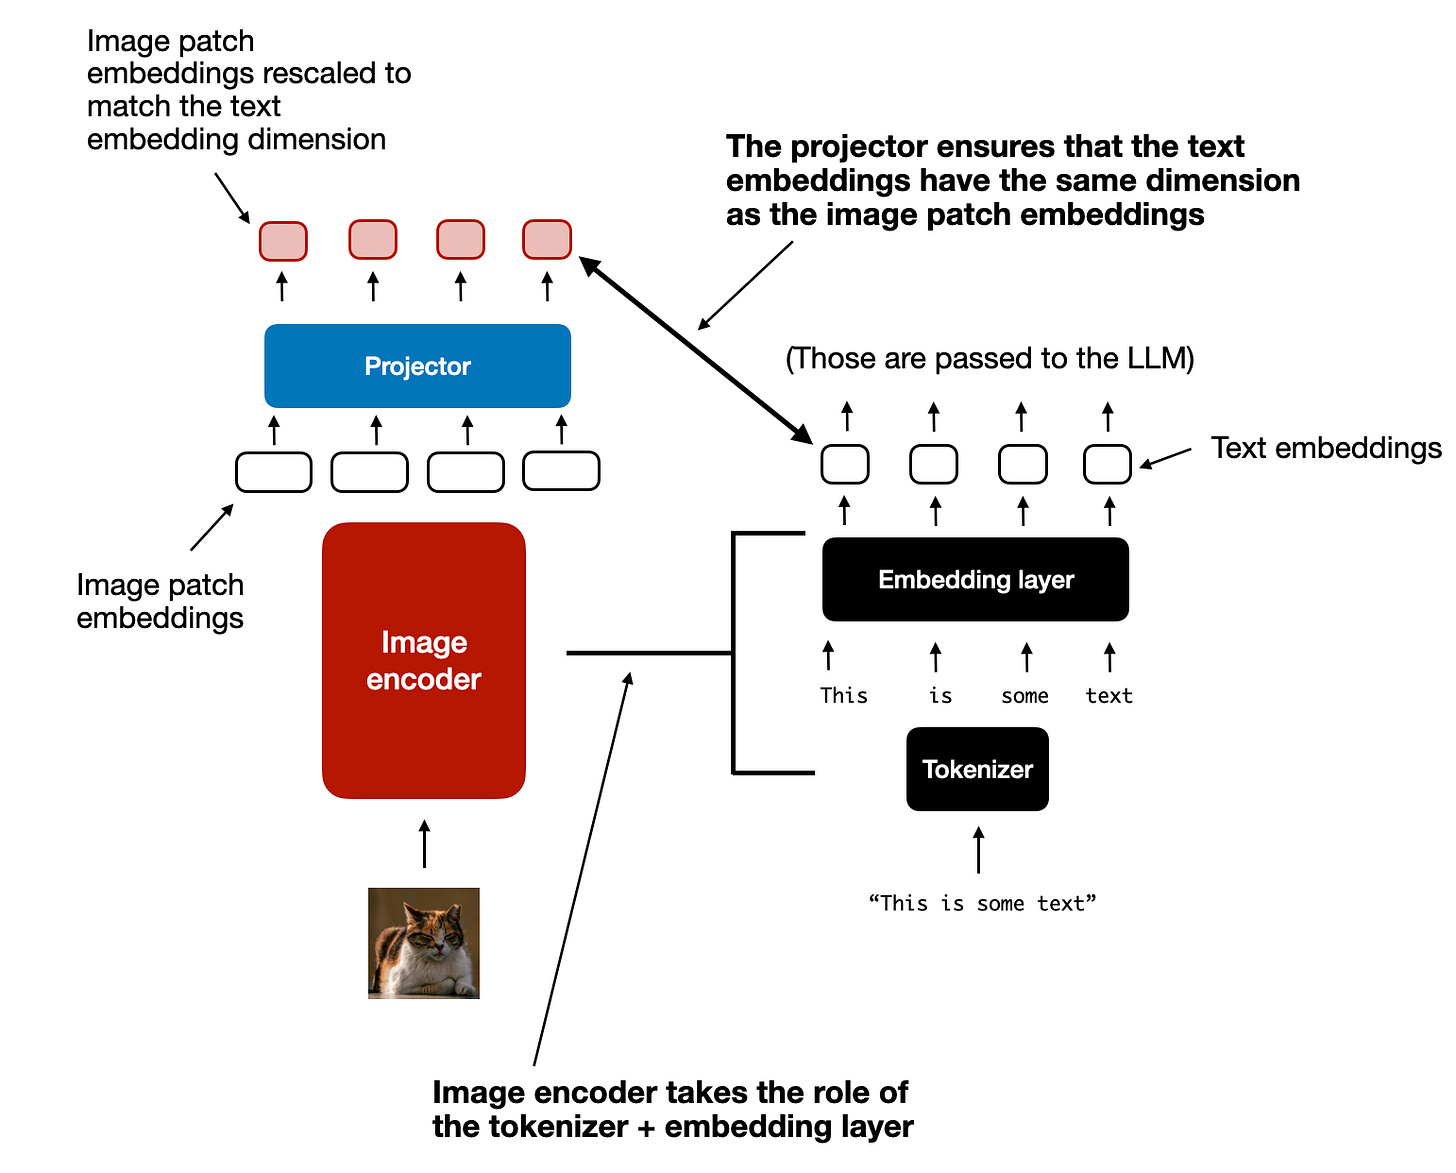 Image patch
embeddings rescaled to
match the text
embedding dimension
The projector ensures that the text
embeddings have the same dimension
as the image patch embeddings
Projector
(Those are passed to the LLM)
Text embeddings
Image patch
embeddings
Embedding layer
Image
encoder
This is some text
Tokenizer
“This is some text”
Image encoder takes the role of
the tokenizer + embedding layer